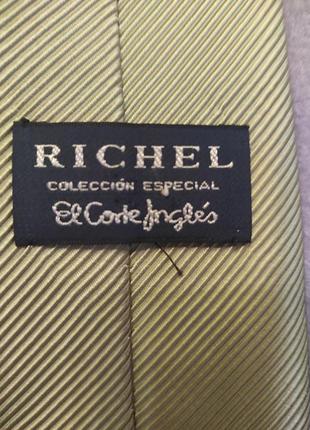 RICHEL
COLECCIÓN ESPECIAL
El Corte Inglés